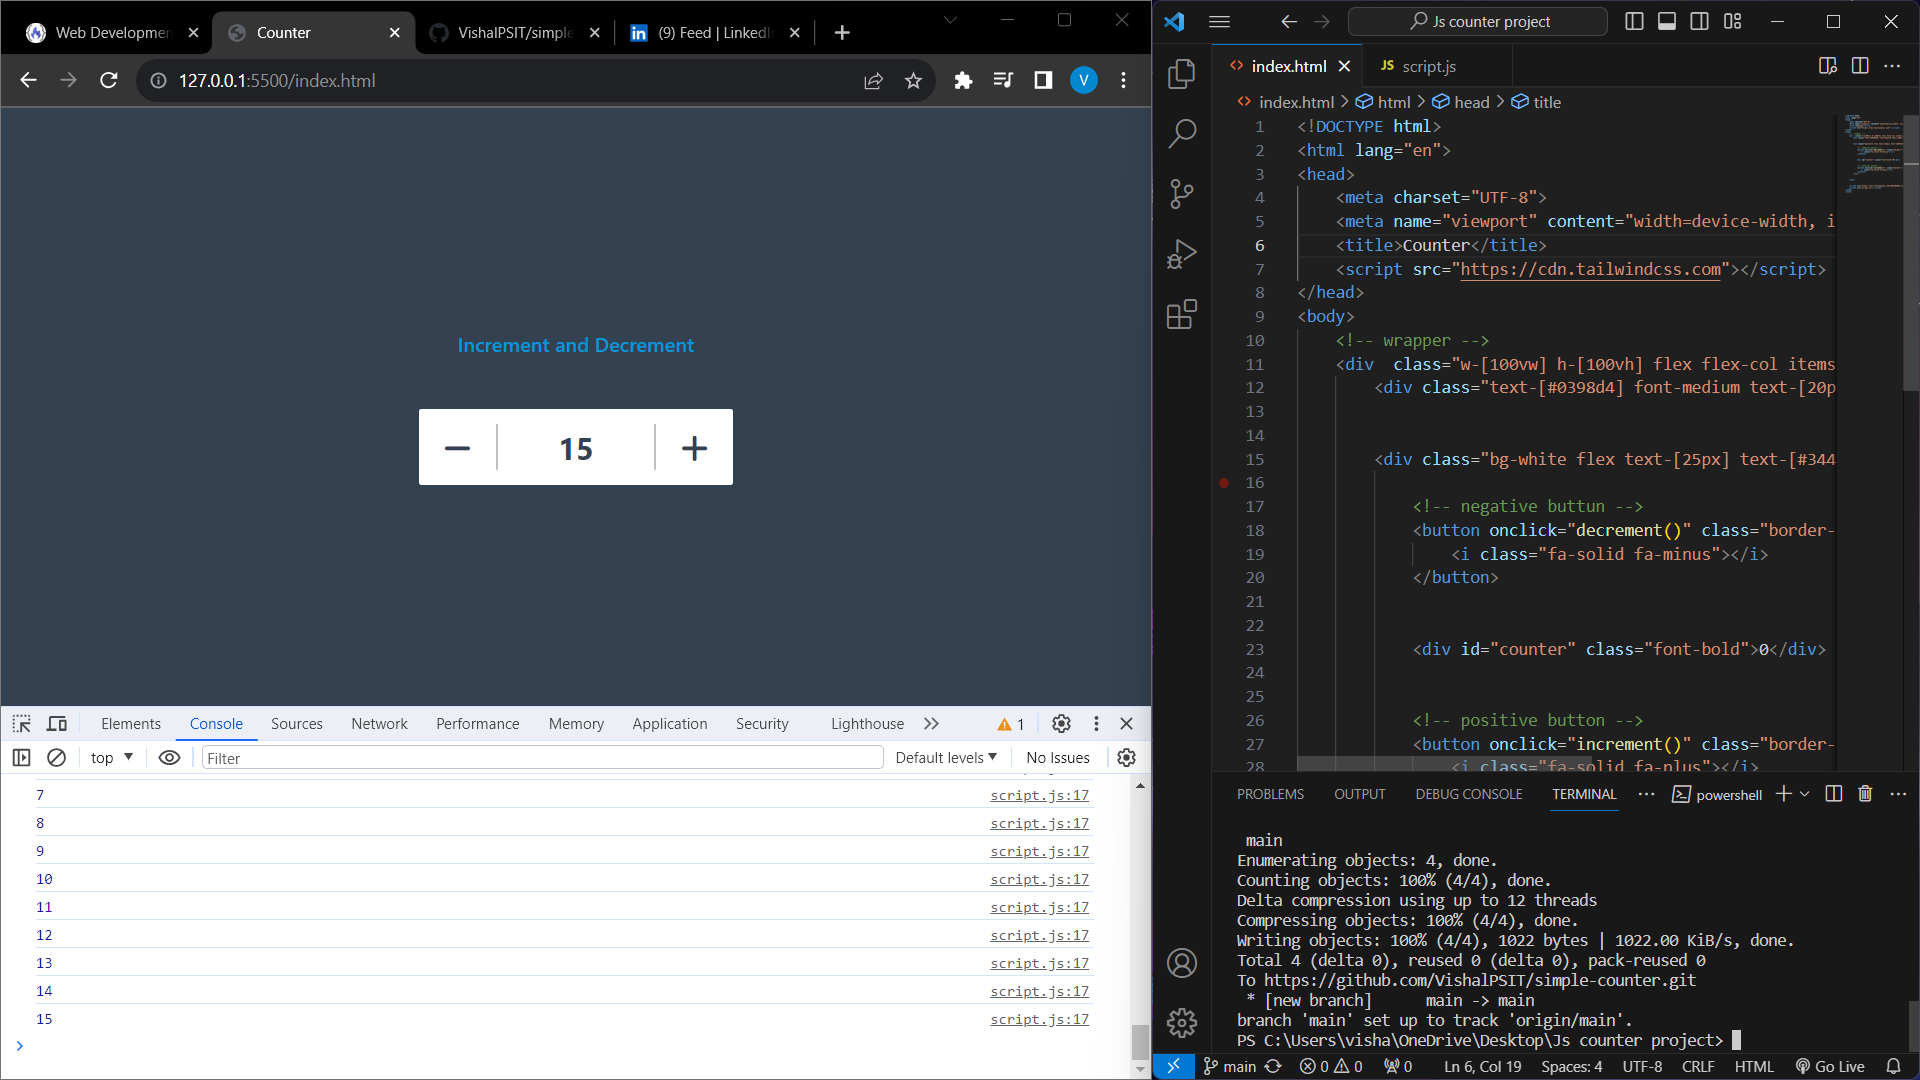 Web Developmen
Counter
VishalPSIT/simple
(9) Feed | LinkedI
127.0.0.1:5500/index.html
V
Increment and Decrement
15
Elements
Console
Sources
Network
Performance
Memory
Application
Security
Lighthouse
1
top
Filter
Default levels
No Issues
7 script.js:17
8 script.js:17
9 script.js:17
10 script.js:17
11 script.js:17
12 script.js:17
13 script.js:17
14 script.js:17
15 script.js:17
Js counter project
index.html
JS script.js
index.html > html > head > title
1 <!DOCTYPE html>
2 <html lang="en">
3 <head>
4 <meta charset="UTF-8">
5 <meta name="viewport" content="width=device-width, i
6 <title>Counter</title>
7 <script src="https://cdn.tailwindcss.com"></script>
8 </head>
9 <body>
10 <!-- wrapper -->
11 <div  class="w-[100vw] h-[100vh] flex flex-col items
12 <div class="text-[#0398d4] font-medium text-[20p
13
14
15 <div class="bg-white flex text-[25px] text-[#344
16
17 <!-- negative buttun -->
18 <button onclick="decrement()" class="border-
19 <i class="fa-solid fa-minus"></i>
20 </button>
21
22
23 <div id="counter" class="font-bold">0</div>
24
25
26 <!-- positive button -->
27 <button onclick="increment()" class="border-
28 <i class="fa-solid fa-plus"></i>
PROBLEMS
OUTPUT
DEBUG CONSOLE
TERMINAL
powershell
main
Enumerating objects: 4, done.
Counting objects: 100% (4/4), done.
Delta compression using up to 12 threads
Compressing objects: 100% (4/4), done.
Writing objects: 100% (4/4), 1022 bytes | 1022.00 KiB/s, done.
Total 4 (delta 0), reused 0 (delta 0), pack-reused 0
To https://github.com/VishalPSIT/simple-counter.git
* [new branch]      main -> main
branch 'main' set up to track 'origin/main'.
PS C:\Users\visha\OneDrive\Desktop\Js counter project>
main
0 0
0
Ln 6, Col 19
Spaces: 4
UTF-8
CRLF
HTML
Go Live